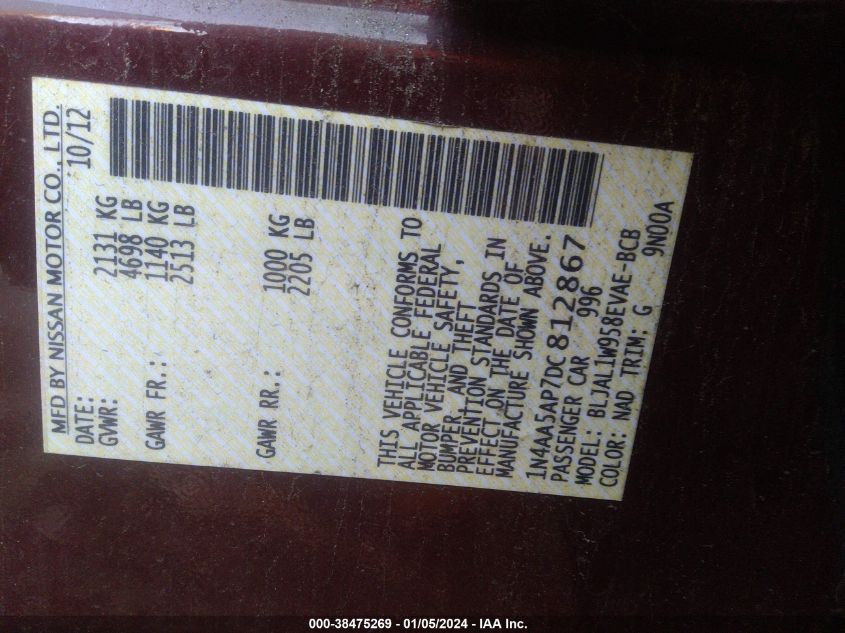 MFD BY NISSAN MOTOR CO., LTD.
DATE: 10/12
GVWR: 2131 KG
4698 LB
GAWR FR.: 1140 KG
2513 LB
GAWR RR.: 1000 KG
2205 LB
THIS VEHICLE CONFORMS TO
ALL APPLICABLE FEDERAL
MOTOR VEHICLE SAFETY,
BUMPER, AND THEFT
PREVENTION STANDARDS IN
EFFECT ON THE DATE OF
MANUFACTURE SHOWN ABOVE.
1N4AA5AP7DC812867
PASSENGER CAR 996
MODEL: BLJAL1W958EVAE-BCB
COLOR: NAD TRIM: G 9N00A
000-38475269 - 01/05/2024 - IAA Inc.